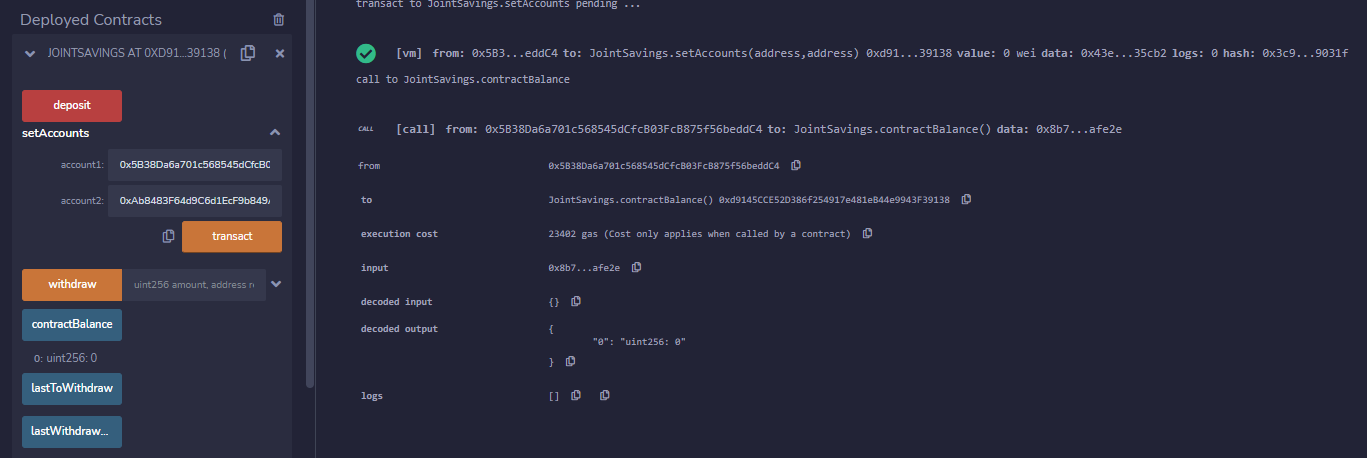 Deployed Contracts
JOINTSAVINGS AT 0XD91...39138 (
deposit
setAccounts
account1: 0x5B38Da6a701c568545dCfcB0
account2: 0xAb8483F64d9C6d1EcF9b849A
transact
withdraw uint256 amount, address re
contractBalance
0: uint256: 0
lastToWithdraw
lastWithdraw...
transact to JointSavings.setAccounts pending ...
[vm] from: 0x5B3...eddC4 to: JointSavings.setAccounts(address,address) 0xd91...39138 value: 0 wei data: 0x43e...35cb2 logs: 0 hash: 0x3c9...9031f
call to JointSavings.contractBalance
CALL [call] from: 0x5B38Da6a701c568545dCfcB03FcB875f56beddC4 to: JointSavings.contractBalance() data: 0x8b7...afe2e
from 0x5B38Da6a701c568545dCfcB03FcB875f56beddC4
to JointSavings.contractBalance() 0xd9145CCE52D386f254917e481eB44e9943F39138
execution cost 23402 gas (Cost only applies when called by a contract)
input 0x8b7...afe2e
decoded input {}
decoded output {
"0": "uint256: 0"
}
logs []